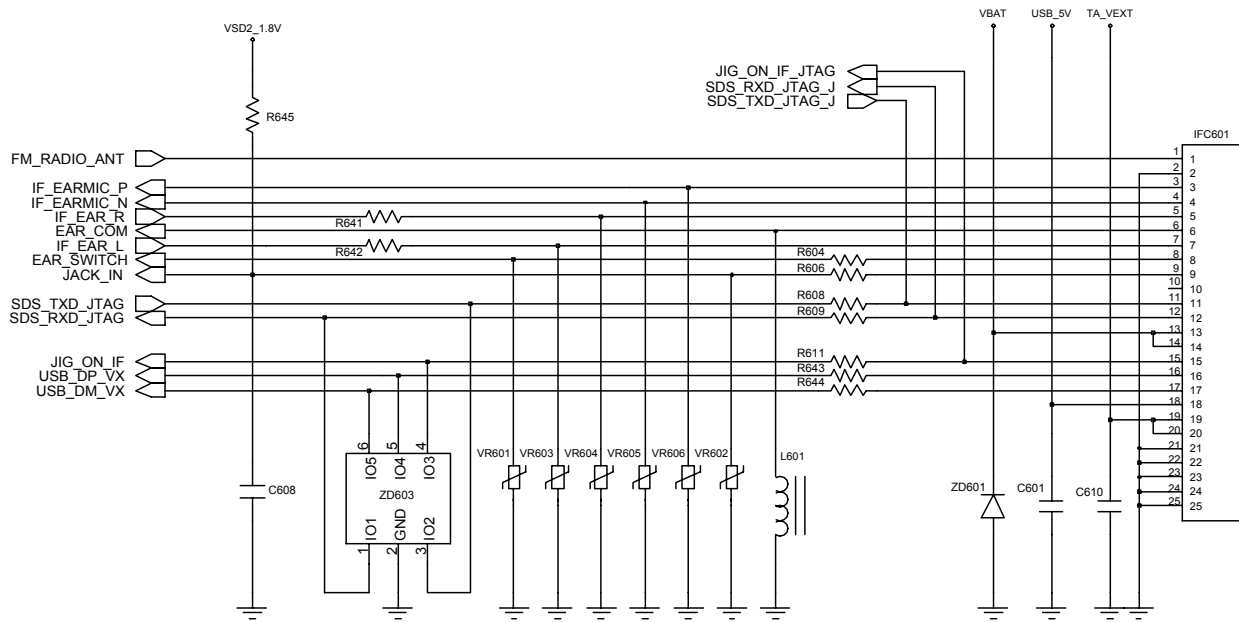 VBAT USB_5V TA_VEXT
VSD2_1.8V
JIG_ON_IF_JTAG
SDS_RXD_JTAG_J
SDS_TXD_JTAG_J
R645
IFC601
FM_RADIO_ANT 1 1
2 2
IF_EARMIC_P 3 3
IF_EARMIC_N 4 4
IF_EAR_R R641 5 5
EAR_COM 6 6
IF_EAR_L R642 7 7
EAR_SWITCH R604 8 8
JACK_IN R606 9 9
10 10
SDS_TXD_JTAG R608 11 11
SDS_RXD_JTAG R609 12 12
13 13
14 14
JIG_ON_IF R611 15 15
USB_DP_VX R643 16 16
USB_DM_VX R644 17 17
18 18
19 19
20 20
21 21
22 22
23 23
24 24
25 25
6 5 4
IO5 IO4 IO3
ZD603
IO1 GND IO2
1 2 3
C608
VR601 VR603 VR604 VR605 VR606 VR602 L601
ZD601 C601 C610